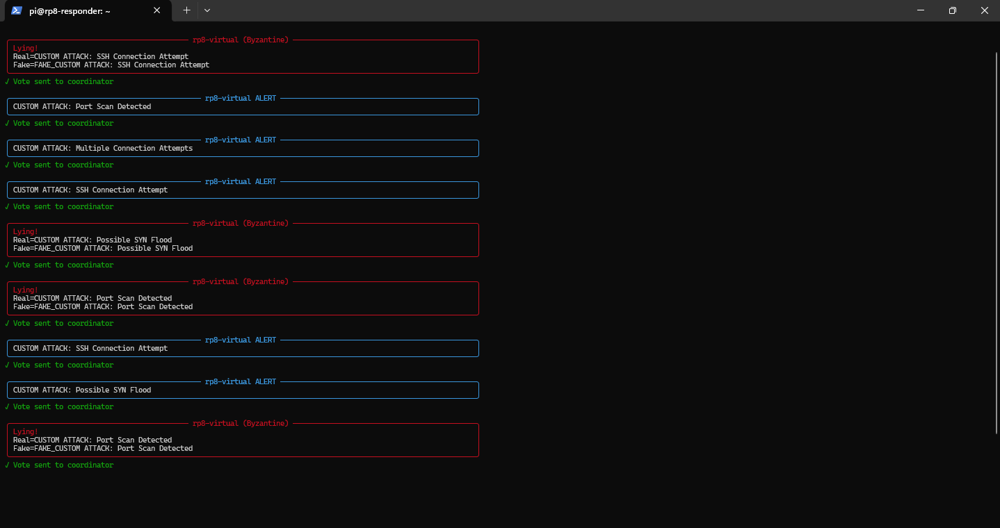 pi@rp8-responder: ~
rp8-virtual (Byzantine)
Lying!
Real=CUSTOM ATTACK: SSH Connection Attempt
Fake=FAKE_CUSTOM ATTACK: SSH Connection Attempt
✓ Vote sent to coordinator
rp8-virtual ALERT
CUSTOM ATTACK: Port Scan Detected
✓ Vote sent to coordinator
rp8-virtual ALERT
CUSTOM ATTACK: Multiple Connection Attempts
✓ Vote sent to coordinator
rp8-virtual ALERT
CUSTOM ATTACK: SSH Connection Attempt
✓ Vote sent to coordinator
rp8-virtual (Byzantine)
Lying!
Real=CUSTOM ATTACK: Possible SYN Flood
Fake=FAKE_CUSTOM ATTACK: Possible SYN Flood
✓ Vote sent to coordinator
rp8-virtual (Byzantine)
Lying!
Real=CUSTOM ATTACK: Port Scan Detected
Fake=FAKE_CUSTOM ATTACK: Port Scan Detected
✓ Vote sent to coordinator
rp8-virtual ALERT
CUSTOM ATTACK: SSH Connection Attempt
✓ Vote sent to coordinator
rp8-virtual ALERT
CUSTOM ATTACK: Possible SYN Flood
✓ Vote sent to coordinator
rp8-virtual (Byzantine)
Lying!
Real=CUSTOM ATTACK: Port Scan Detected
Fake=FAKE_CUSTOM ATTACK: Port Scan Detected
✓ Vote sent to coordinator